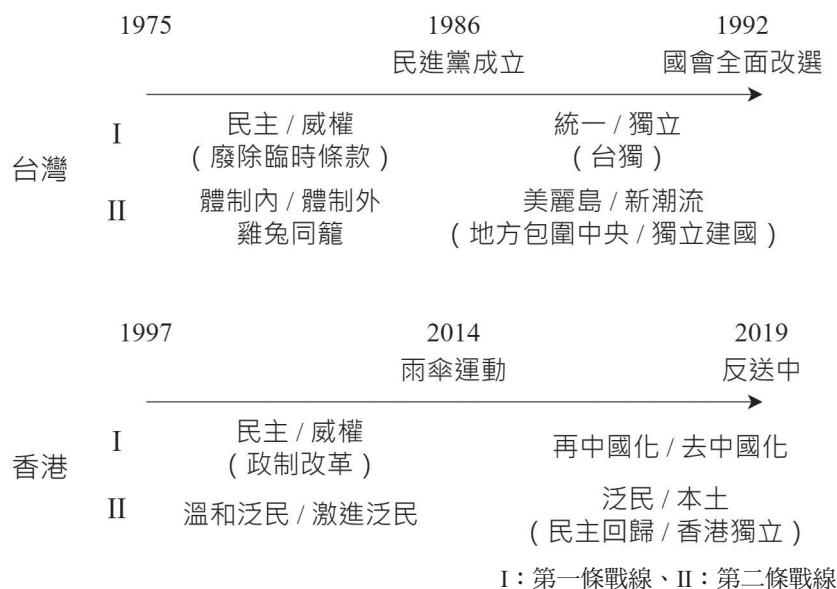 1975 1986 1992
民進黨成立 國會全面改選
台灣
I 民主 / 威權 統一 / 獨立
（廢除臨時條款） （台獨）
II 體制內 / 體制外 美麗島 / 新潮流
雞兔同籠 （地方包圍中央 / 獨立建國）
1997 2014 2019
雨傘運動 反送中
香港
I 民主 / 威權 再中國化 / 去中國化
（政制改革）
II 溫和泛民 / 激進泛民 泛民 / 本土
（民主回歸 / 香港獨立）
I：第一條戰線、II：第二條戰線